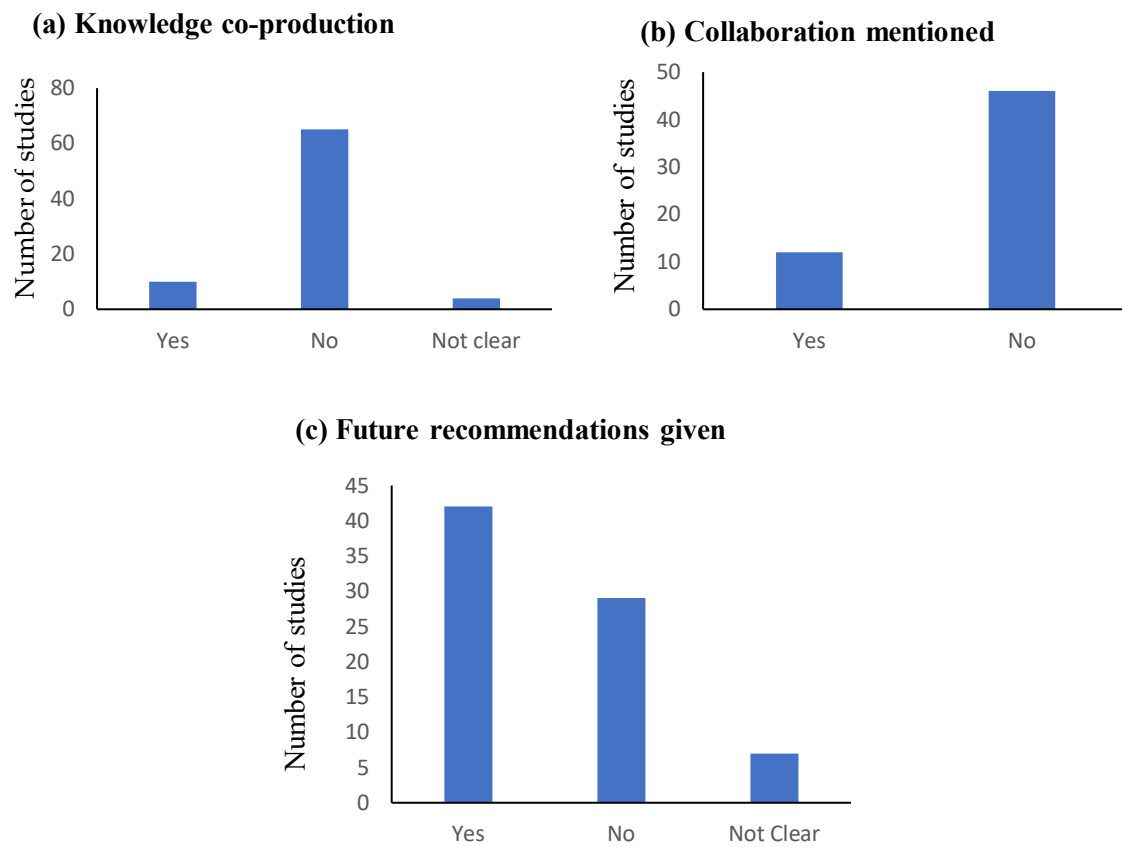 (a) Knowledge co-production
Number of studies
80
60
40
20
0
Yes No Not clear
(b) Collaboration mentioned
Number of studies
50
40
30
20
10
0
Yes No
(c) Future recommendations given
Number of studies
45
40
35
30
25
20
15
10
5
0
Yes No Not Clear